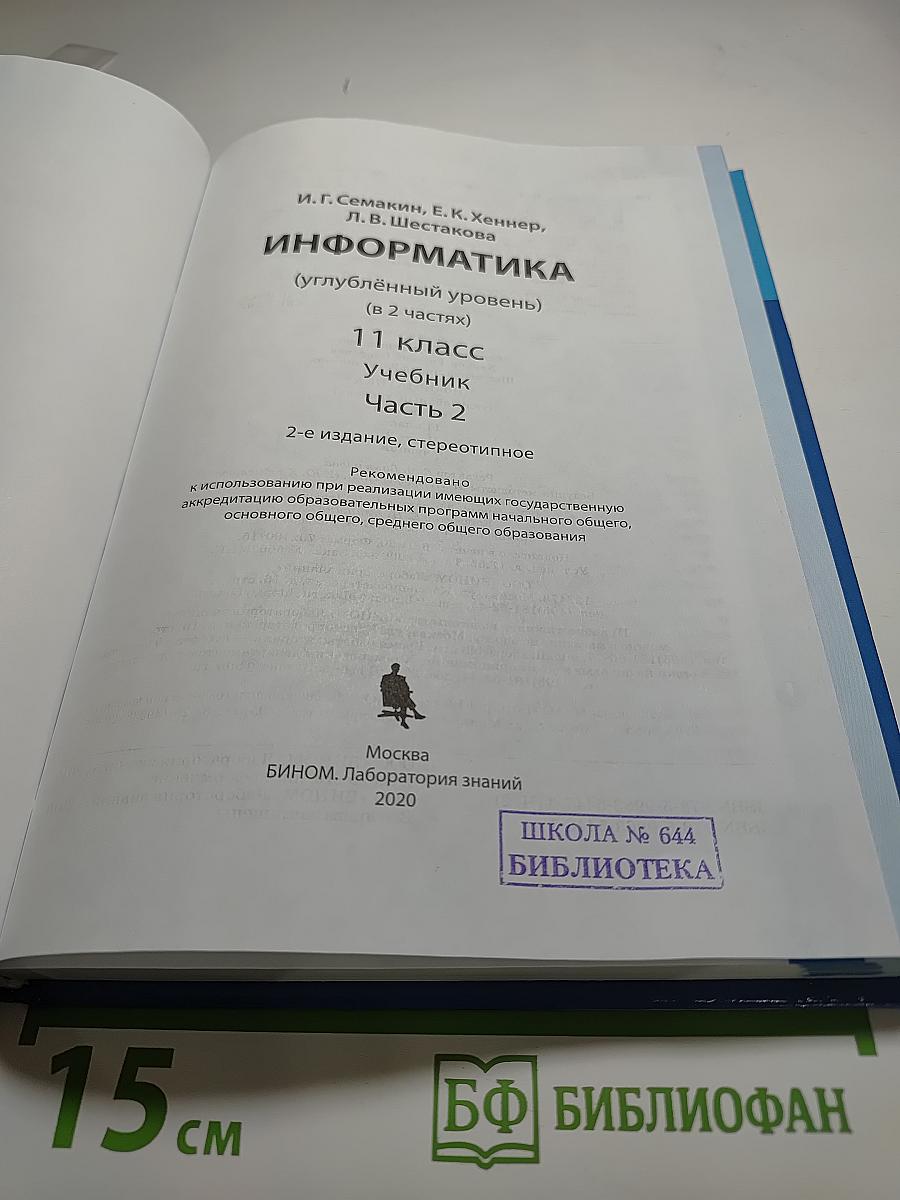 И. Г. Семакин, Е. К. Хеннер,
Л. В. Шестакова
ИНФОРМАТИКА
(углублённый уровень)
(в 2 частях)
11 класс
Учебник
Часть 2
2-е издание, стереотипное
Рекомендовано
к использованию при реализации имеющих государственную
аккредитацию образовательных программ начального общего,
основного общего, среднего общего образования
Москва
БИНОМ. Лаборатория знаний
2020
ШКОЛА № 644
БИБЛИОТЕКА
15 см
БФ БИБЛИОФАН